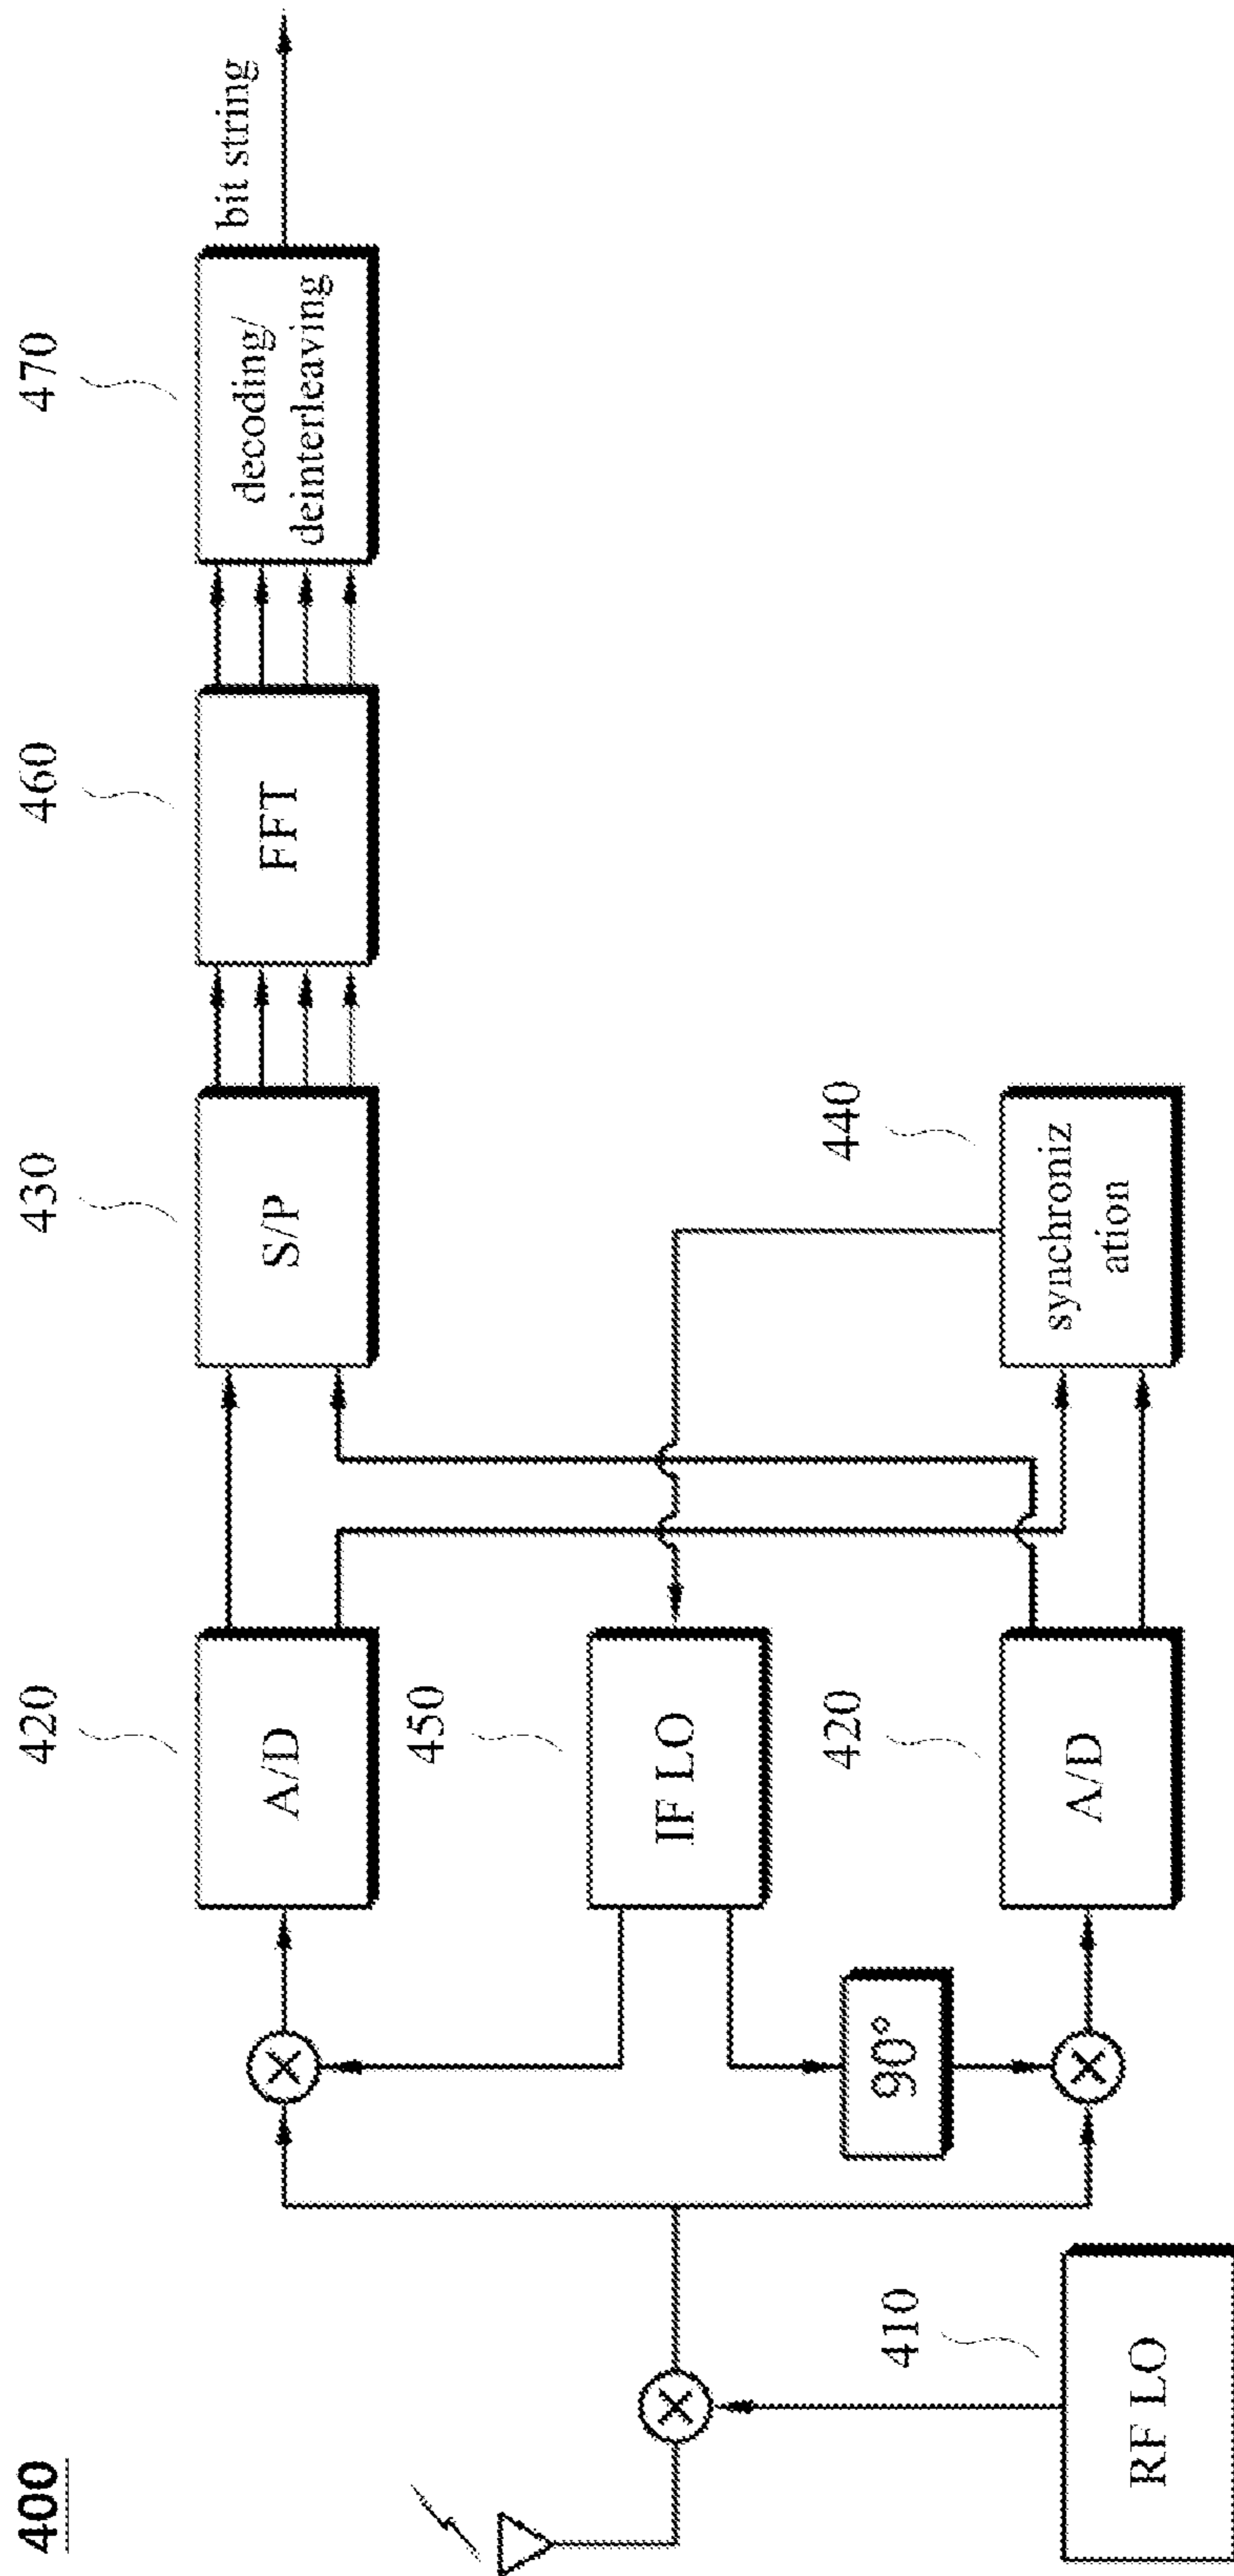 400
420
A/D
430
S/P
460
FFT
470
decoding/
deinterleaving
bit string
450
IF LO
90°
420
A/D
440
synchroniz
ation
410
RF LO